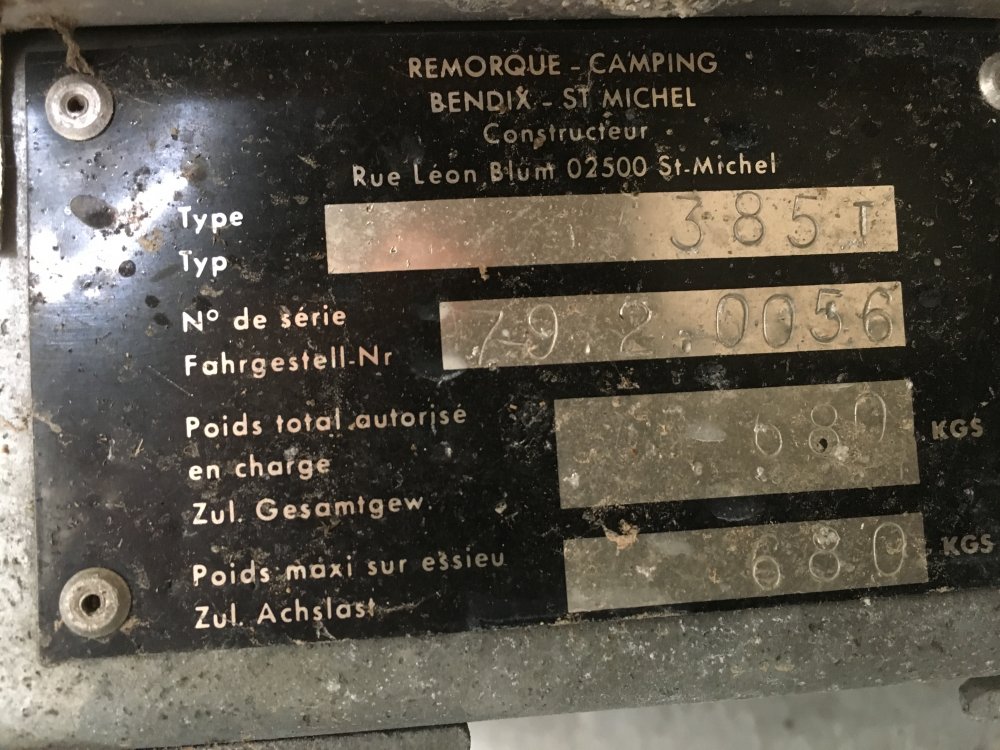 REMORQUE - CAMPING
BENDIX - ST MICHEL
Constructeur
Rue Léon Blum 02500 St-Michel
Type 385T
Typ
N° de série 79 2.0056
Fahrgestell-Nr
Poids total autorisé 680 KGS
en charge
Zul. Gesamtgew.
Poids maxi sur essieu 680 KGS
Zul. Achslast